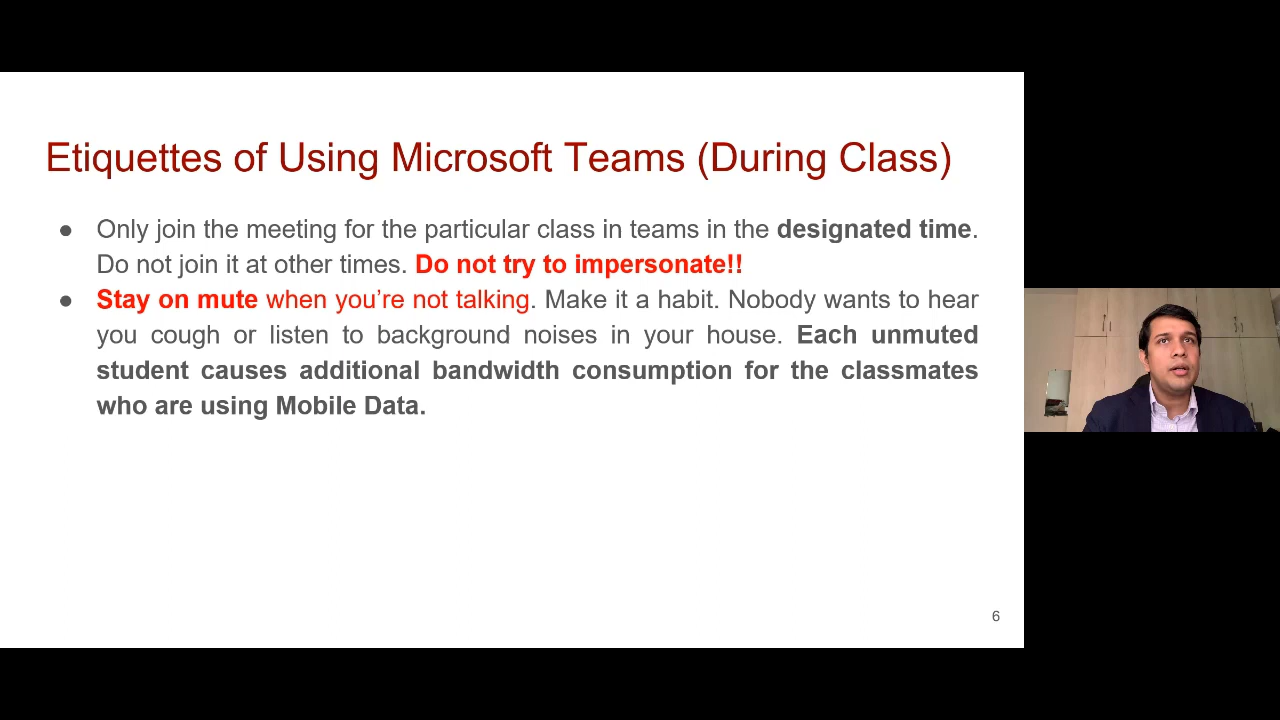 Etiquettes of Using Microsoft Teams (During Class)
● Only join the meeting for the particular class in teams in the designated time.
Do not join it at other times. Do not try to impersonate!!
● Stay on mute when you’re not talking. Make it a habit. Nobody wants to hear
you cough or listen to background noises in your house. Each unmuted
student causes additional bandwidth consumption for the classmates
who are using Mobile Data.
6